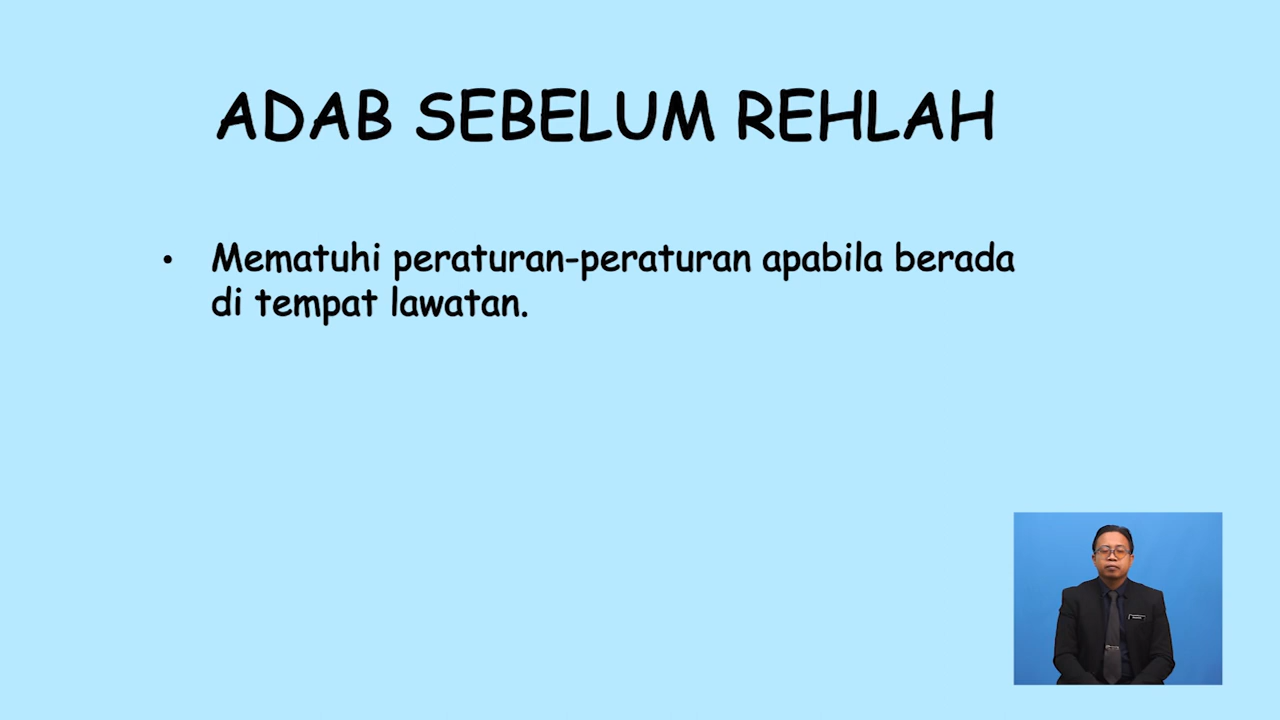 ADAB SEBELUM REHLAH
• Mematuhi peraturan-peraturan apabila berada
di tempat lawatan.